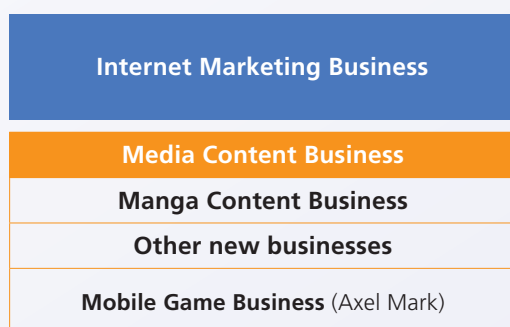 Internet Marketing Business
Media Content Business
Manga Content Business
Other new businesses
Mobile Game Business (Axel Mark)